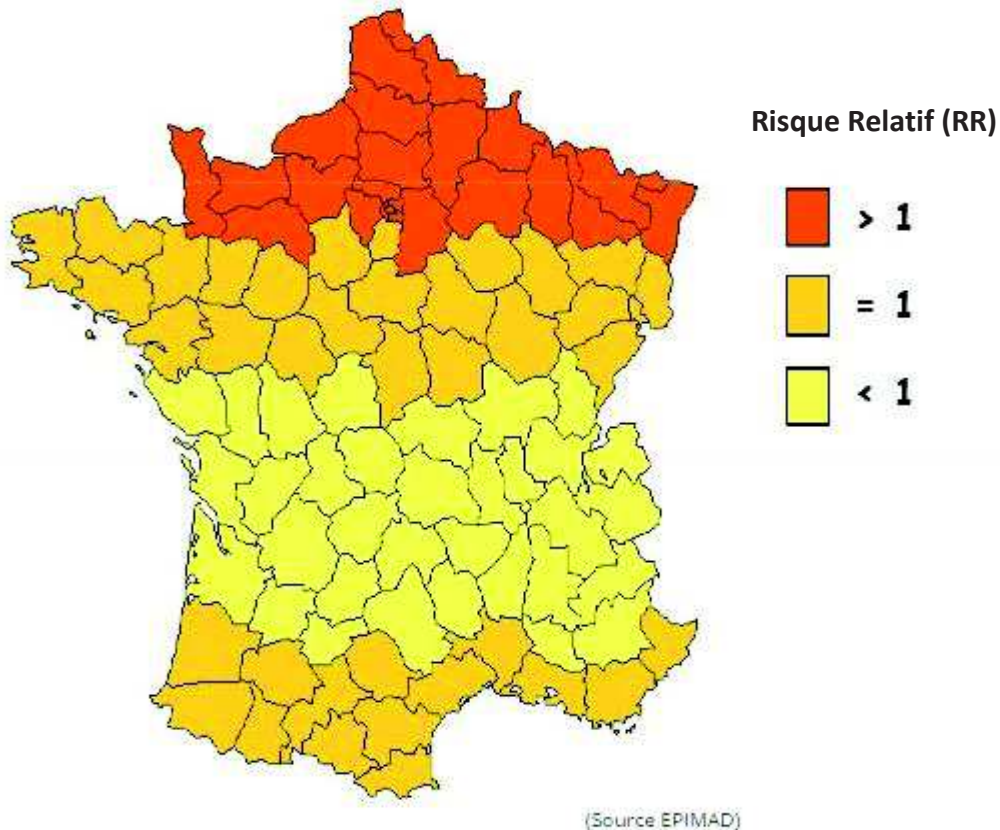 Risque Relatif (RR)
> 1
= 1
< 1
(Source EPIMAD)